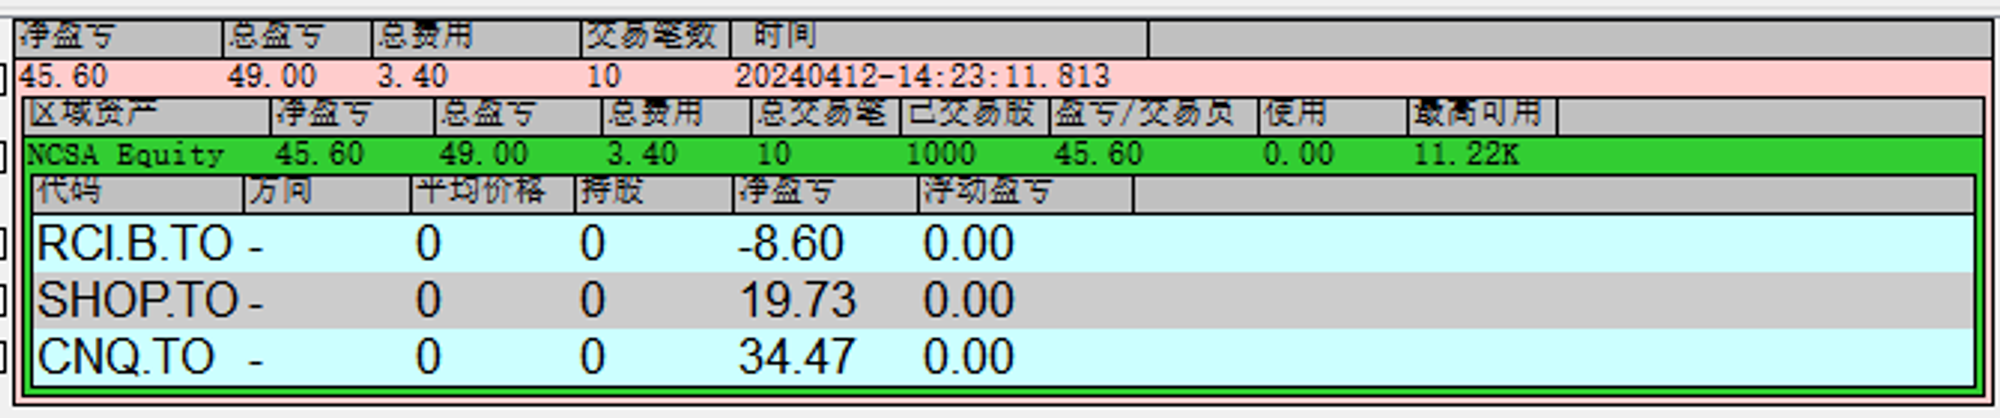 净盈亏 总盈亏 总费用 交易笔数 时间
45.60 49.00 3.40 10 20240412-14:23:11.813
区域资产 净盈亏 总盈亏 总费用 总交易笔 已交易股 盈亏/交易员 使用 最高可用
NCSA Equity 45.60 49.00 3.40 10 1000 45.60 0.00 11.22K
代码 方向 平均价格 持股 净盈亏 浮动盈亏
RCI.B.TO - 0 0 -8.60 0.00
SHOP.TO - 0 0 19.73 0.00
CNQ.TO - 0 0 34.47 0.00